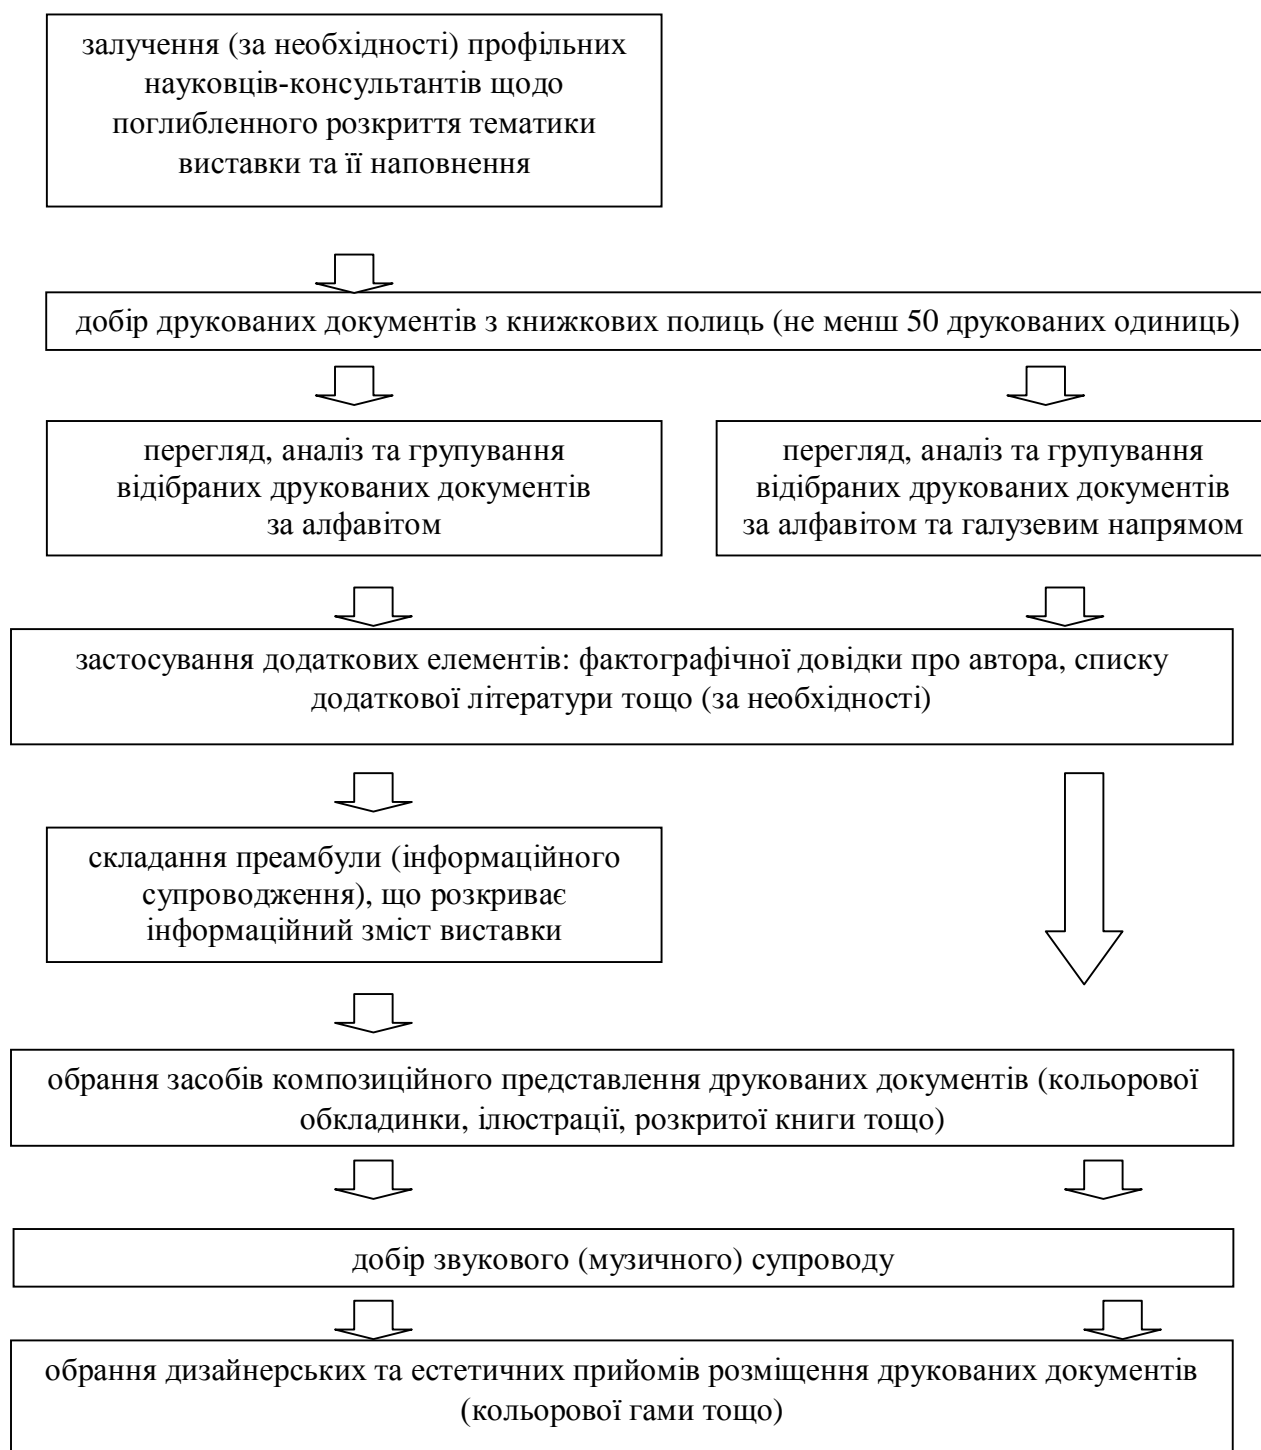 залучення (за необхідності) профільних
науковців-консультантів щодо
поглибленного розкриття тематики
виставки та її наповнення
добір друкованих документів з книжкових полиць (не менш 50 друкованих одиниць)
перегляд, аналіз та групування
відібраних друкованих документів
за алфавітом
перегляд, аналіз та групування
відібраних друкованих документів
за алфавітом та галузевим напрямом
застосування додаткових елементів: фактографічної довідки про автора, списку
додаткової літератури тощо (за необхідності)
складання преамбули (інформаційного
супроводження), що розкриває
інформаційний зміст виставки
обрання засобів композиційного представлення друкованих документів (кольорової
обкладинки, ілюстрації, розкритої книги тощо)
добір звукового (музичного) супроводу
обрання дизайнерських та естетичних прийомів розміщення друкованих документів
(кольорової гами тощо)